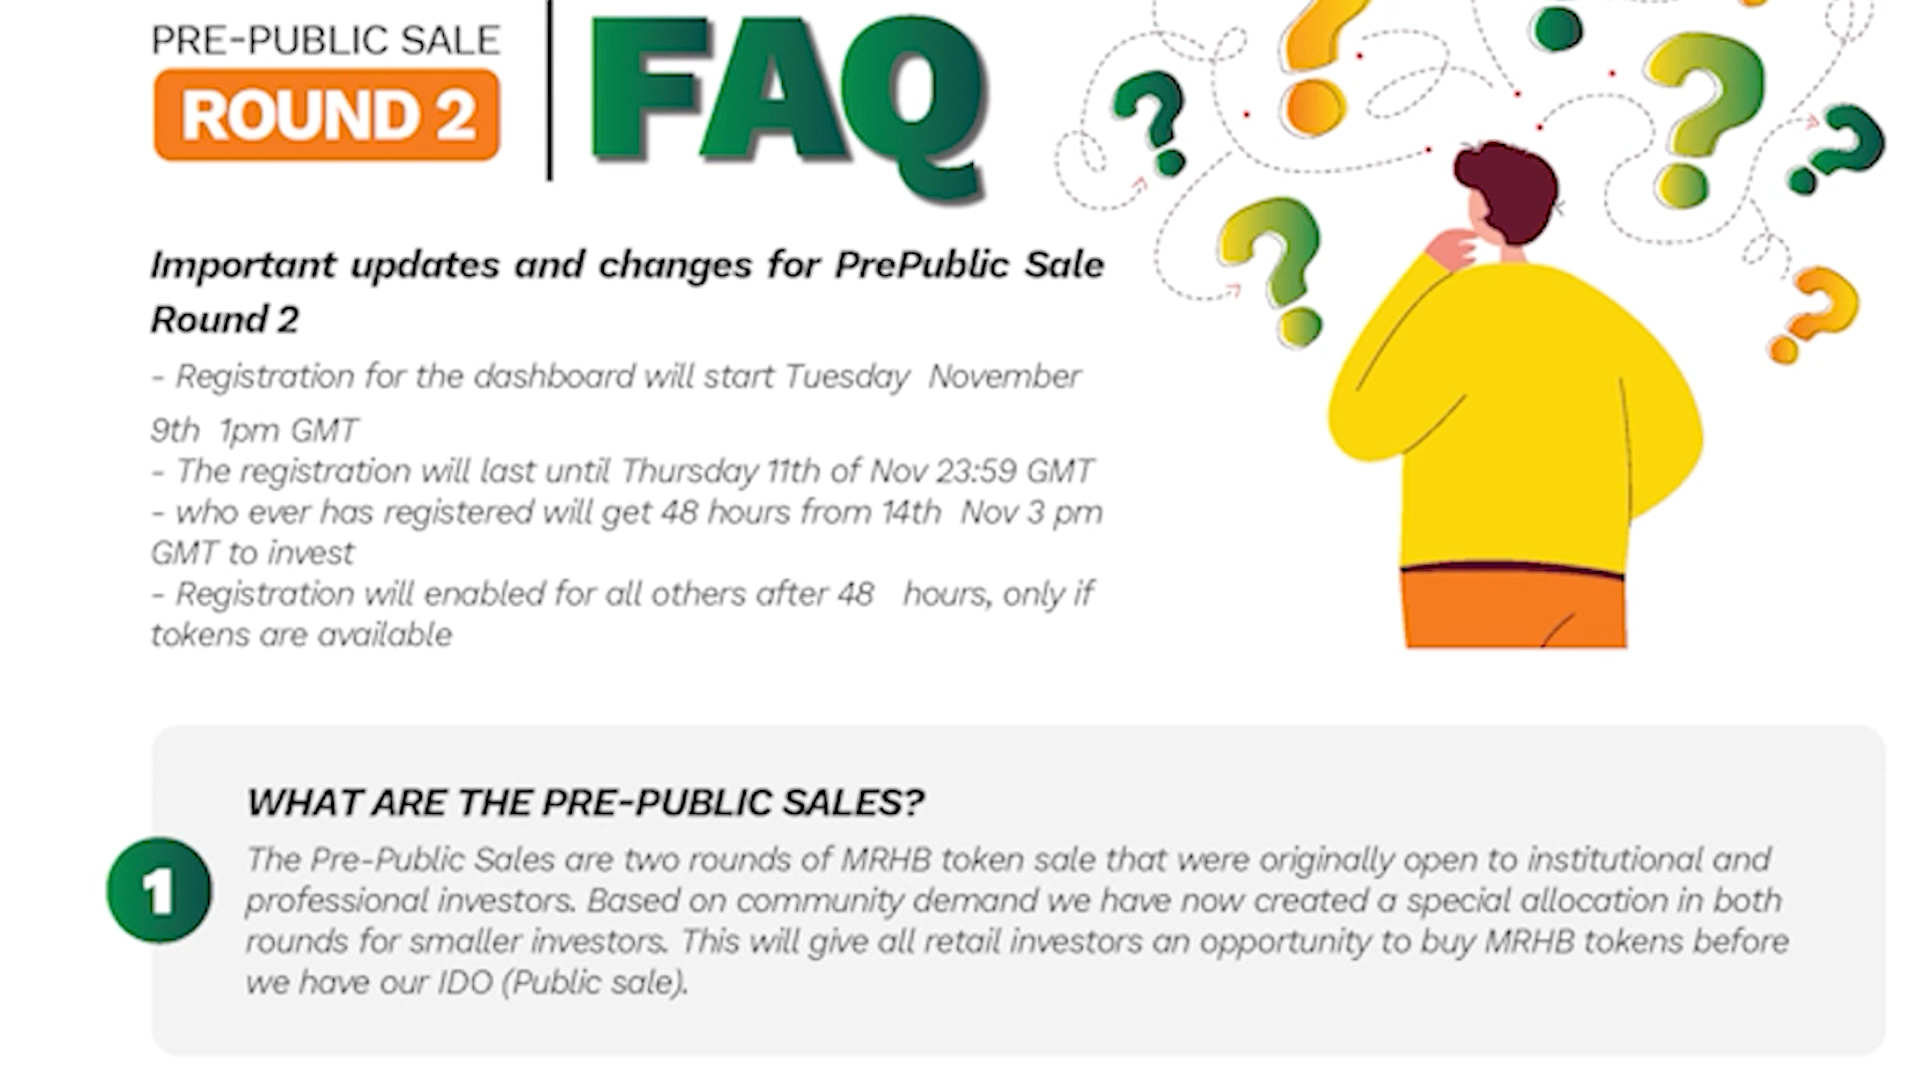 PRE-PUBLIC SALE
ROUND 2
FAQ
Important updates and changes for PrePublic Sale
Round 2
- Registration for the dashboard will start Tuesday November
9th 1pm GMT
- The registration will last until Thursday 11th of Nov 23:59 GMT
- who ever has registered will get 48 hours from 14th Nov 3 pm
GMT to invest
- Registration will enabled for all others after 48 hours, only if
tokens are available
WHAT ARE THE PRE-PUBLIC SALES?
1
The Pre-Public Sales are two rounds of MRHB token sale that were originally open to institutional and
professional investors. Based on community demand we have now created a special allocation in both
rounds for smaller investors. This will give all retail investors an opportunity to buy MRHB tokens before
we have our IDO (Public sale).